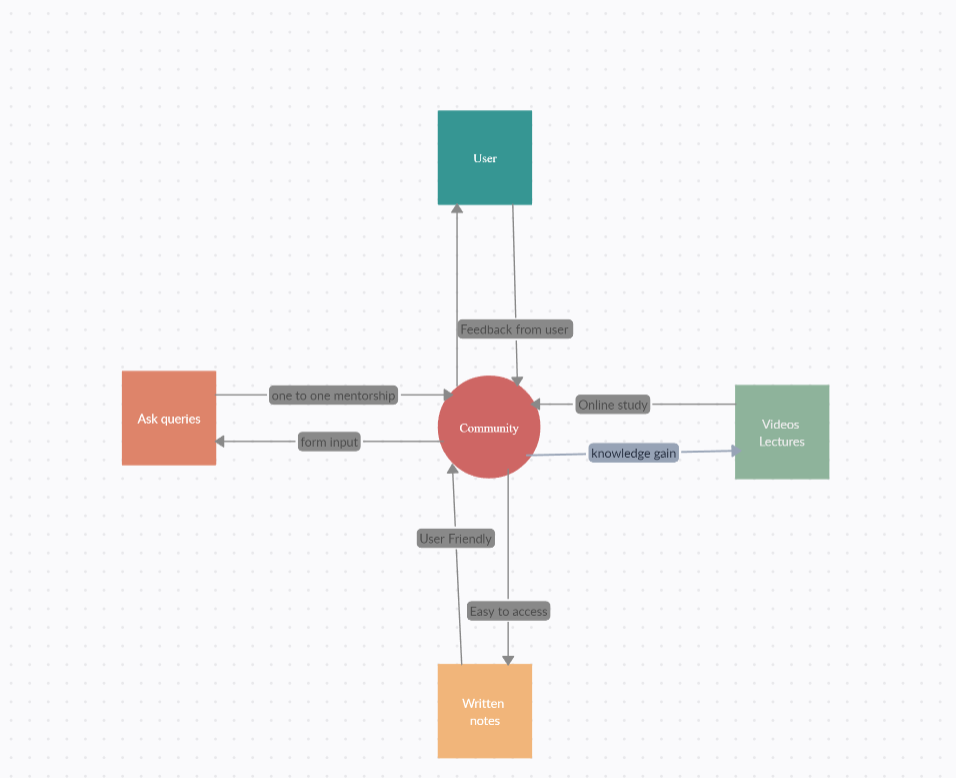 User
Feedback from user
one to one mentorship
Online study
Ask queries
Community
Videos
Lectures
form input
knowledge gain
User Friendly
Easy to access
Written
notes